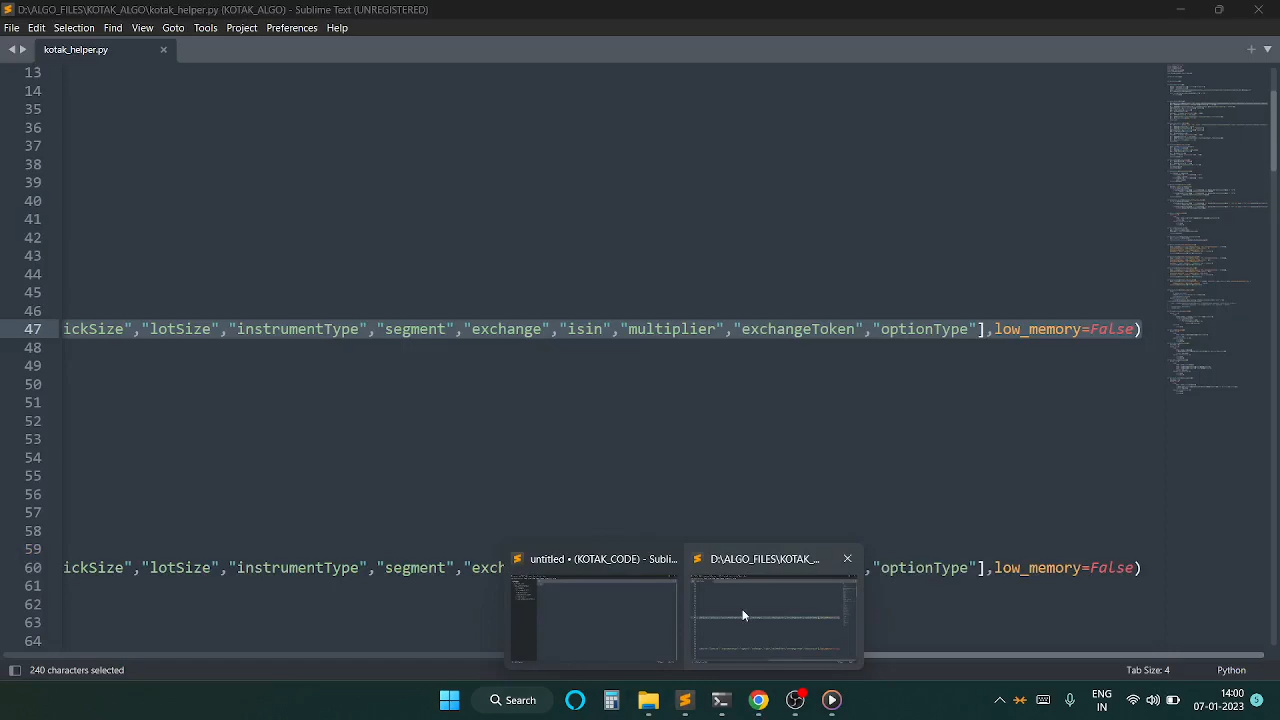 D:\ALGO_FILES\KOTAK_ALGO\kotak_helper.py (KOTAK_ALGO) - Sublime Text (UNREGISTERED)
File Edit Selection Find View Goto Tools Project Preferences Help
kotak_helper.py
13
14
35
36
37
38
39
40
41
42
43
44
45
46
47 ickSize","lotSize","instrumentType","segment","exchange","isin","multiplier","exchangeToken","optionType"],low_memory=False)
48
49
50
51
52
53
54
55
56
57
58
59
60 ickSize","lotSize","instrumentType","segment","exch ,"optionType"],low_memory=False)
61
62
63
64
untitled • (KOTAK_CODE) - Subli...
D:\ALGO_FILES\KOTAK_...
240 characters selected
Tab Size: 4
Python
Search
ENG
IN
14:00
07-01-2023
5